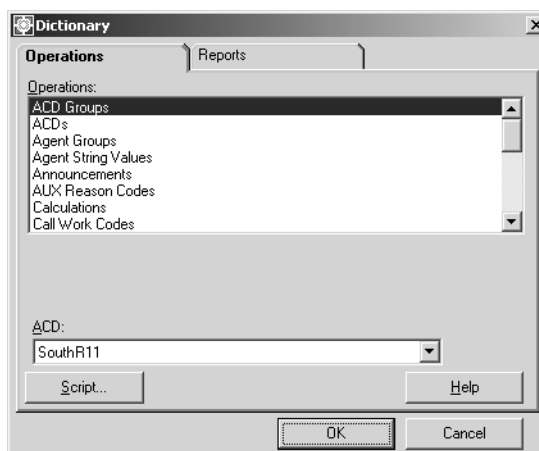 Dictionary
Operations
Reports
Operations:
ACD Groups
ACDs
Agent Groups
Agent String Values
Announcements
AUX Reason Codes
Calculations
Call Work Codes
ACD:
SouthR11
Script...
Help
OK
Cancel